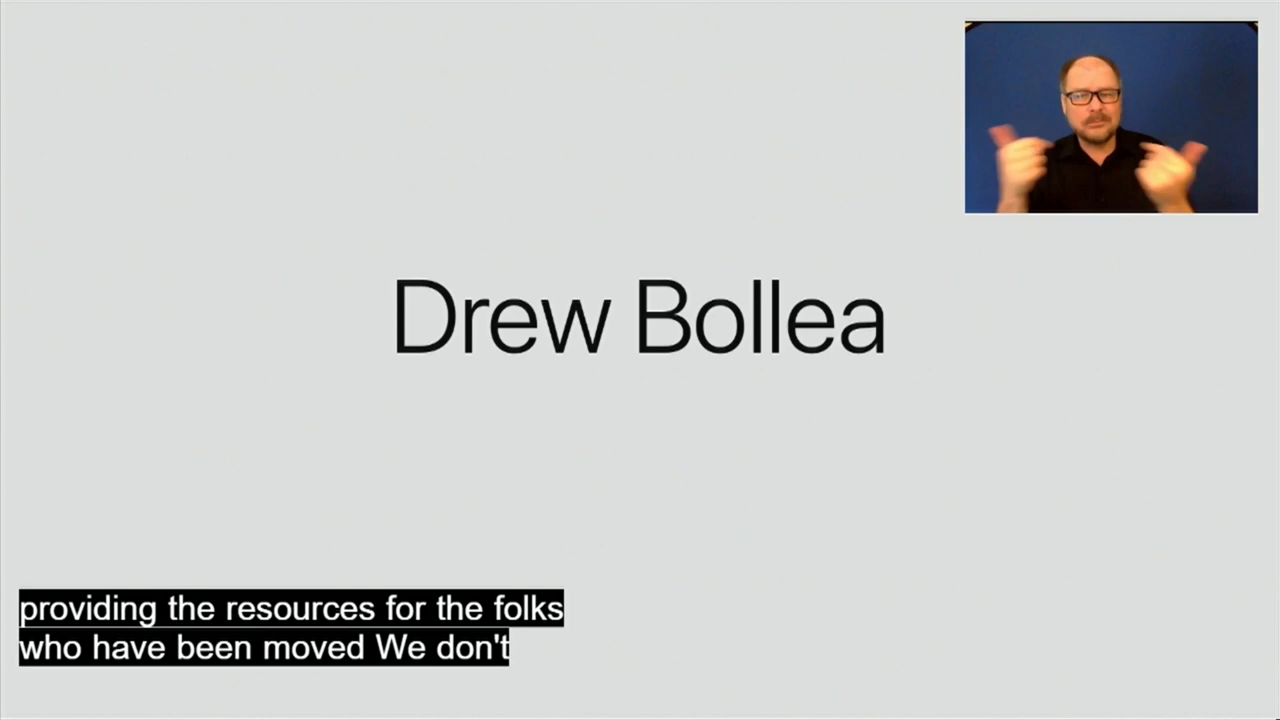 Drew Bollea
providing the resources for the folks
who have been moved We don't